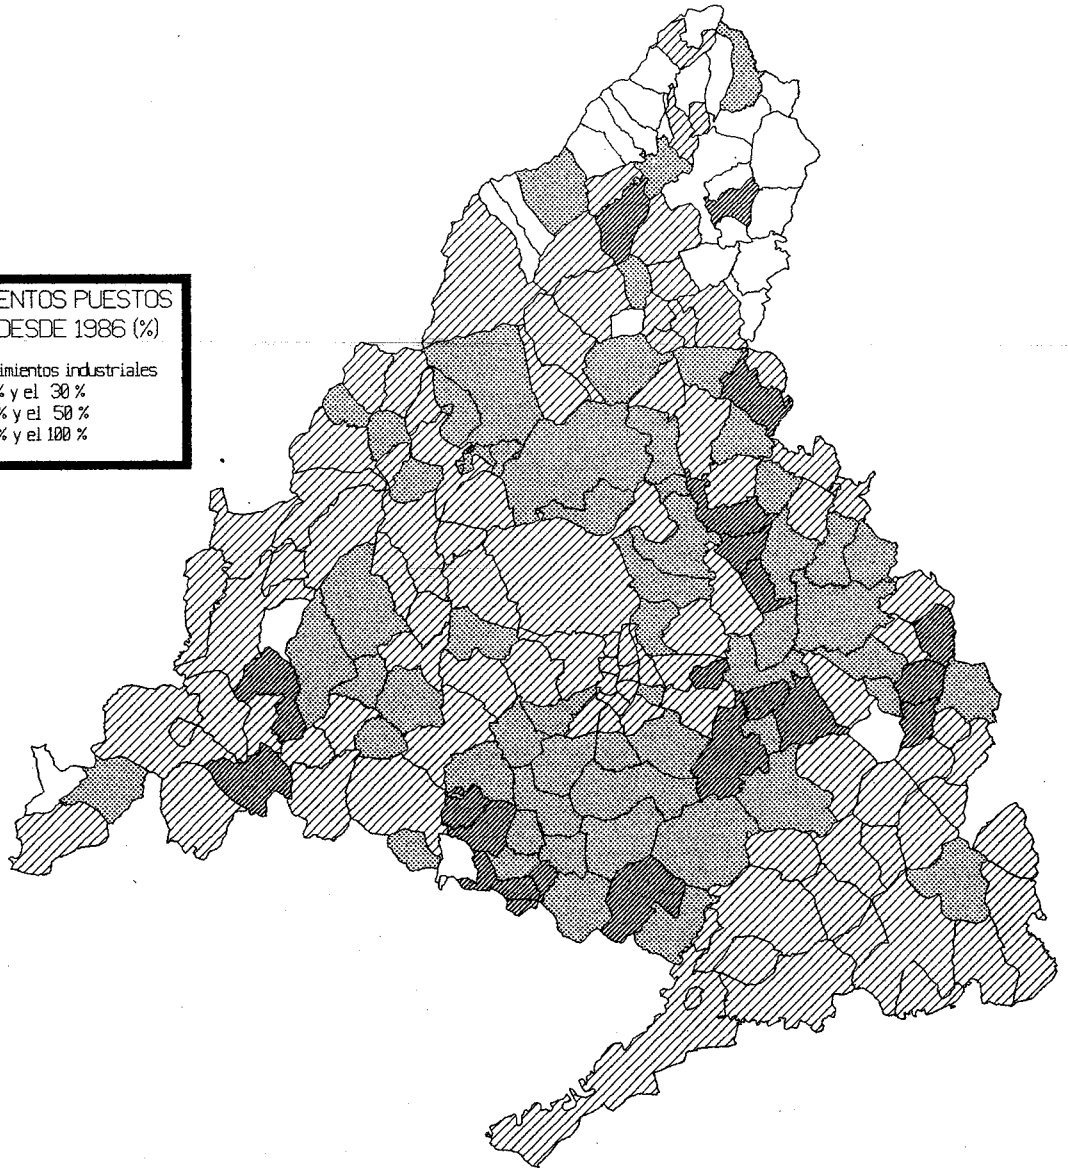 ENTOS PUESTOS
DESDE 1986 (%)
imientos industriales
% y el 30 %
% y el 50 %
% y el 100 %